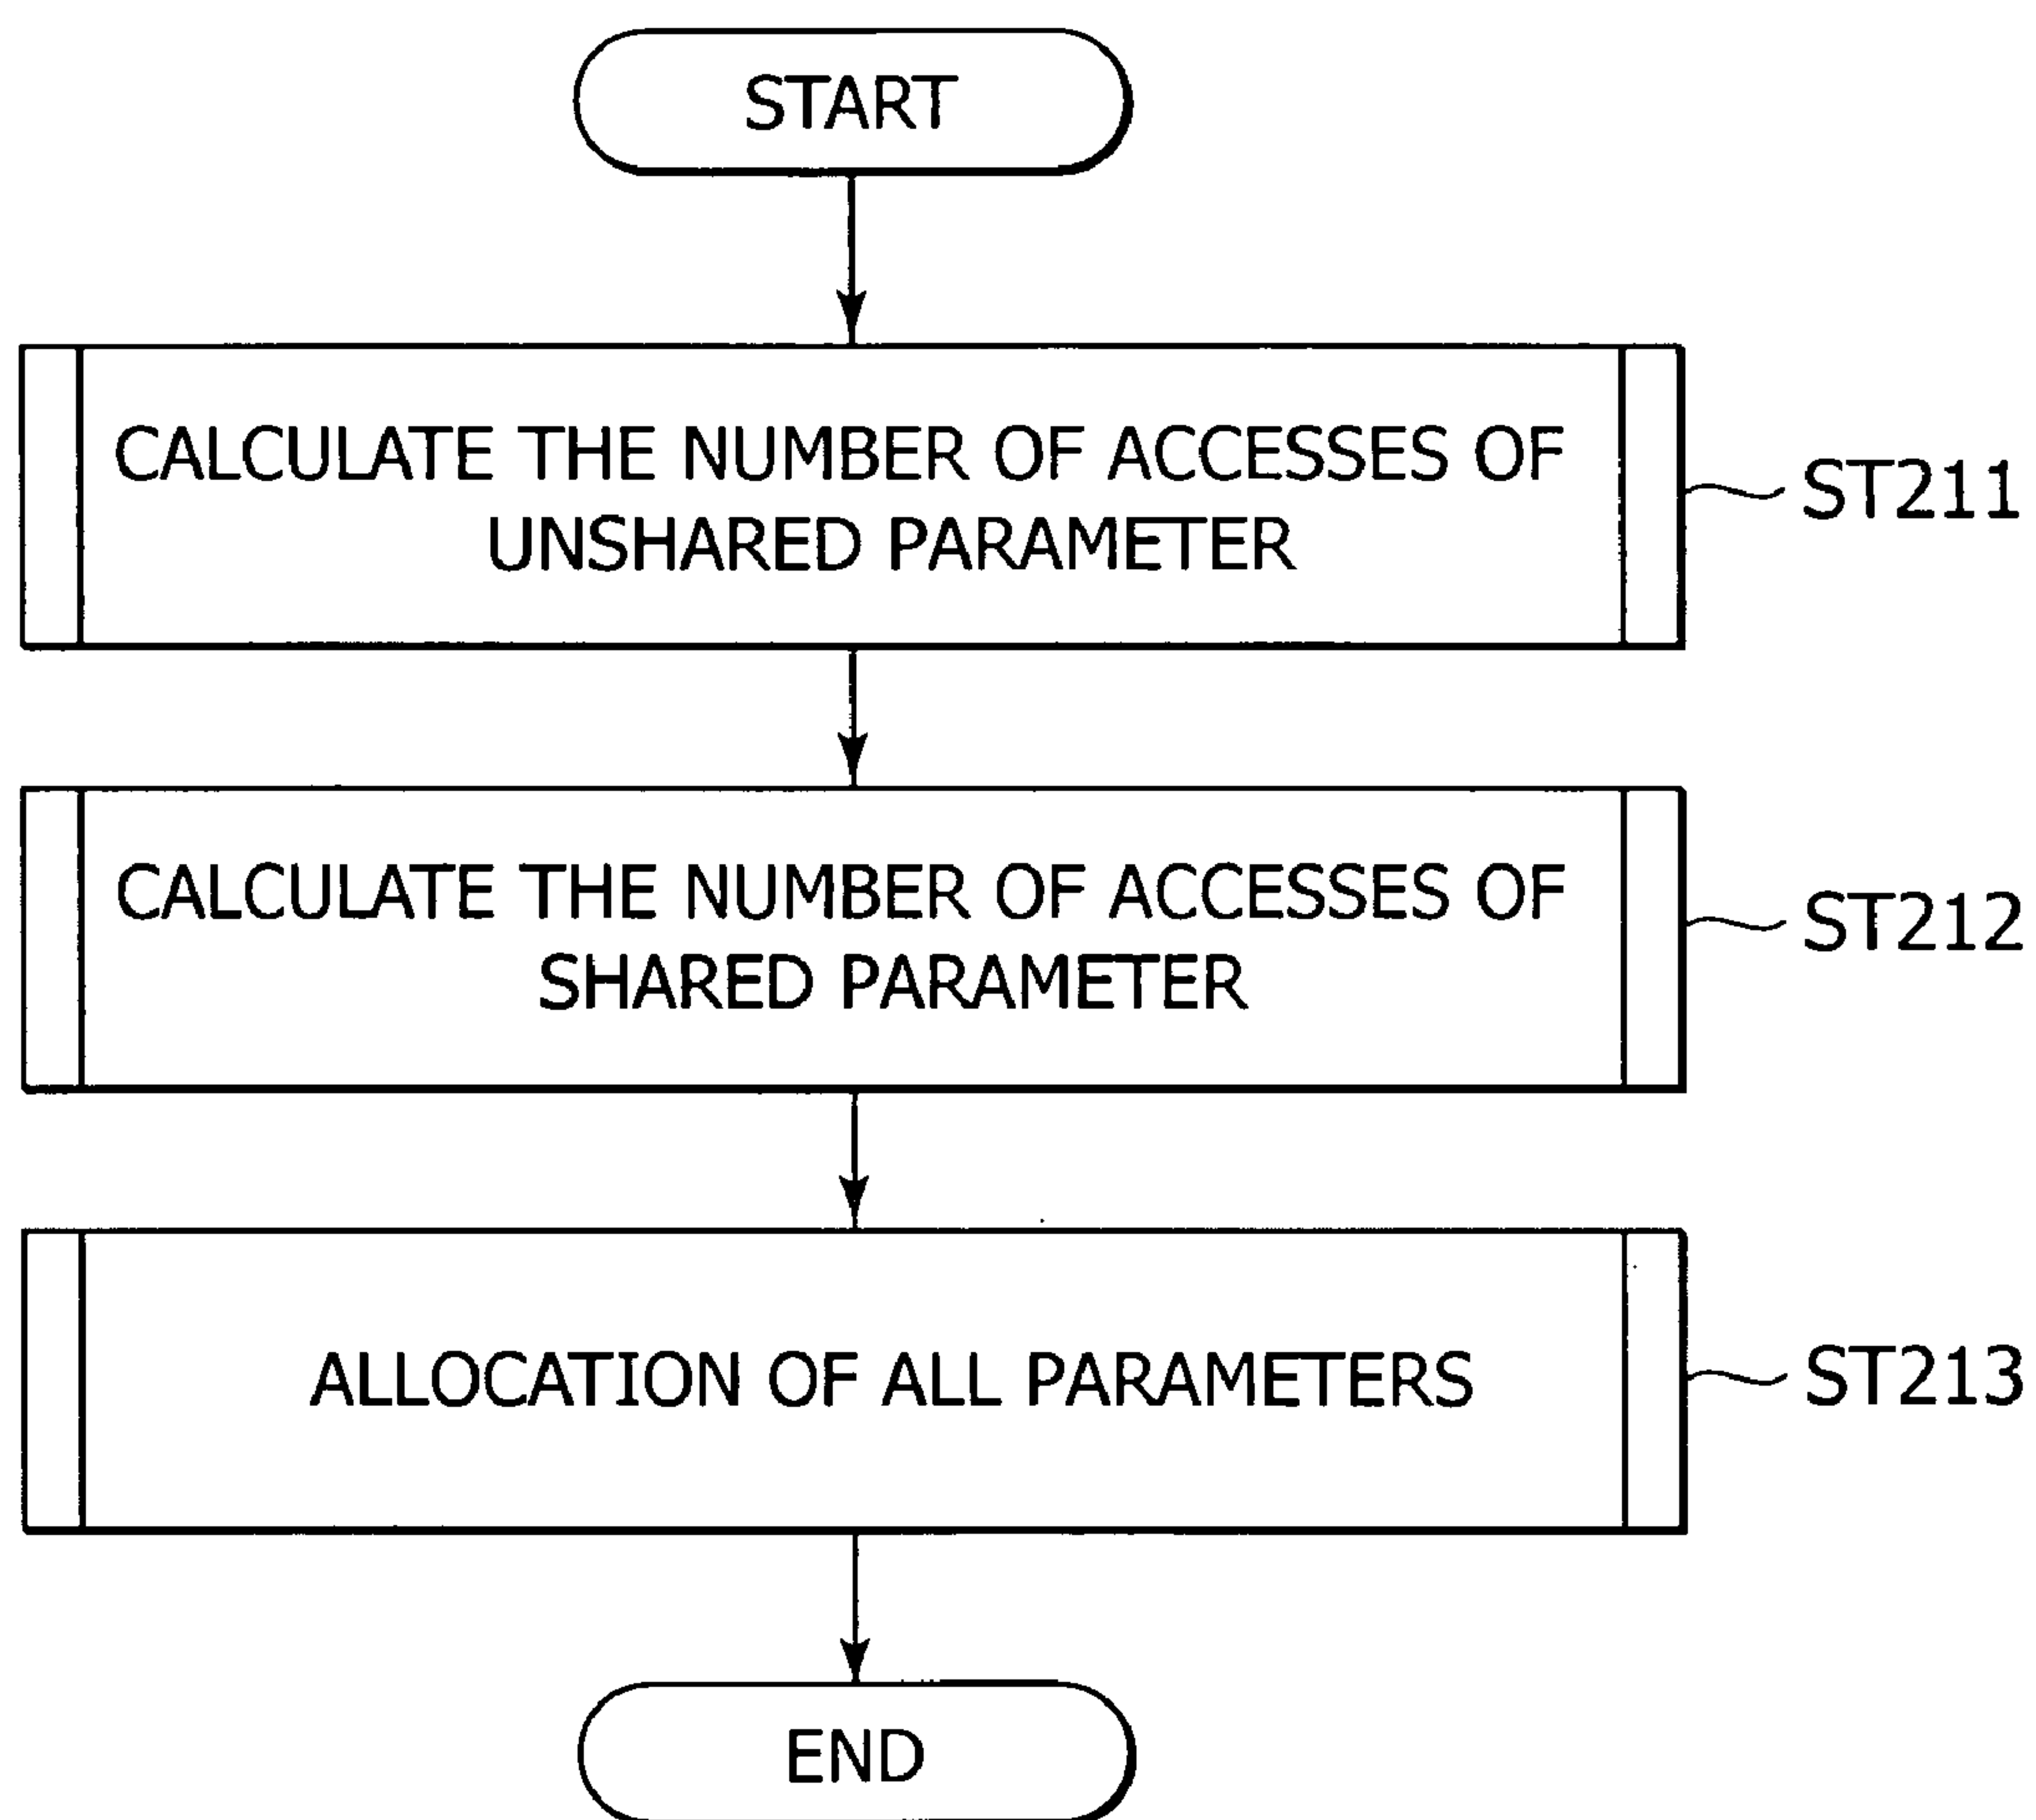 START
CALCULATE THE NUMBER OF ACCESSES OF
UNSHARED PARAMETER
ST211
CALCULATE THE NUMBER OF ACCESSES OF
SHARED PARAMETER
ST212
ALLOCATION OF ALL PARAMETERS
ST213
END